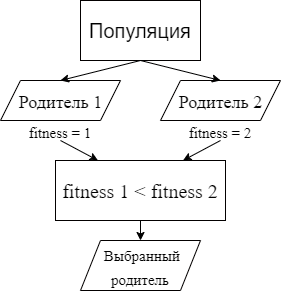 Популяция
Родитель 1
Родитель 2
fitness = 1
fitness = 2
fitness 1 < fitness 2
Выбранный
родитель